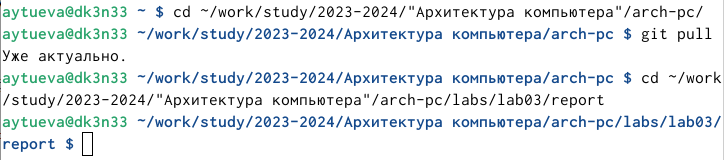 aytueva@dk3n33 ~ $ cd ~/work/study/2023-2024/"Архитектура компьютера"/arch-pc/
aytueva@dk3n33 ~/work/study/2023-2024/Архитектура компьютера/arch-pc $ git pull
Уже актуально.
aytueva@dk3n33 ~/work/study/2023-2024/Архитектура компьютера/arch-pc $ cd ~/work
/study/2023-2024/"Архитектура компьютера"/arch-pc/labs/lab03/report
aytueva@dk3n33 ~/work/study/2023-2024/Архитектура компьютера/arch-pc/labs/lab03/
report $